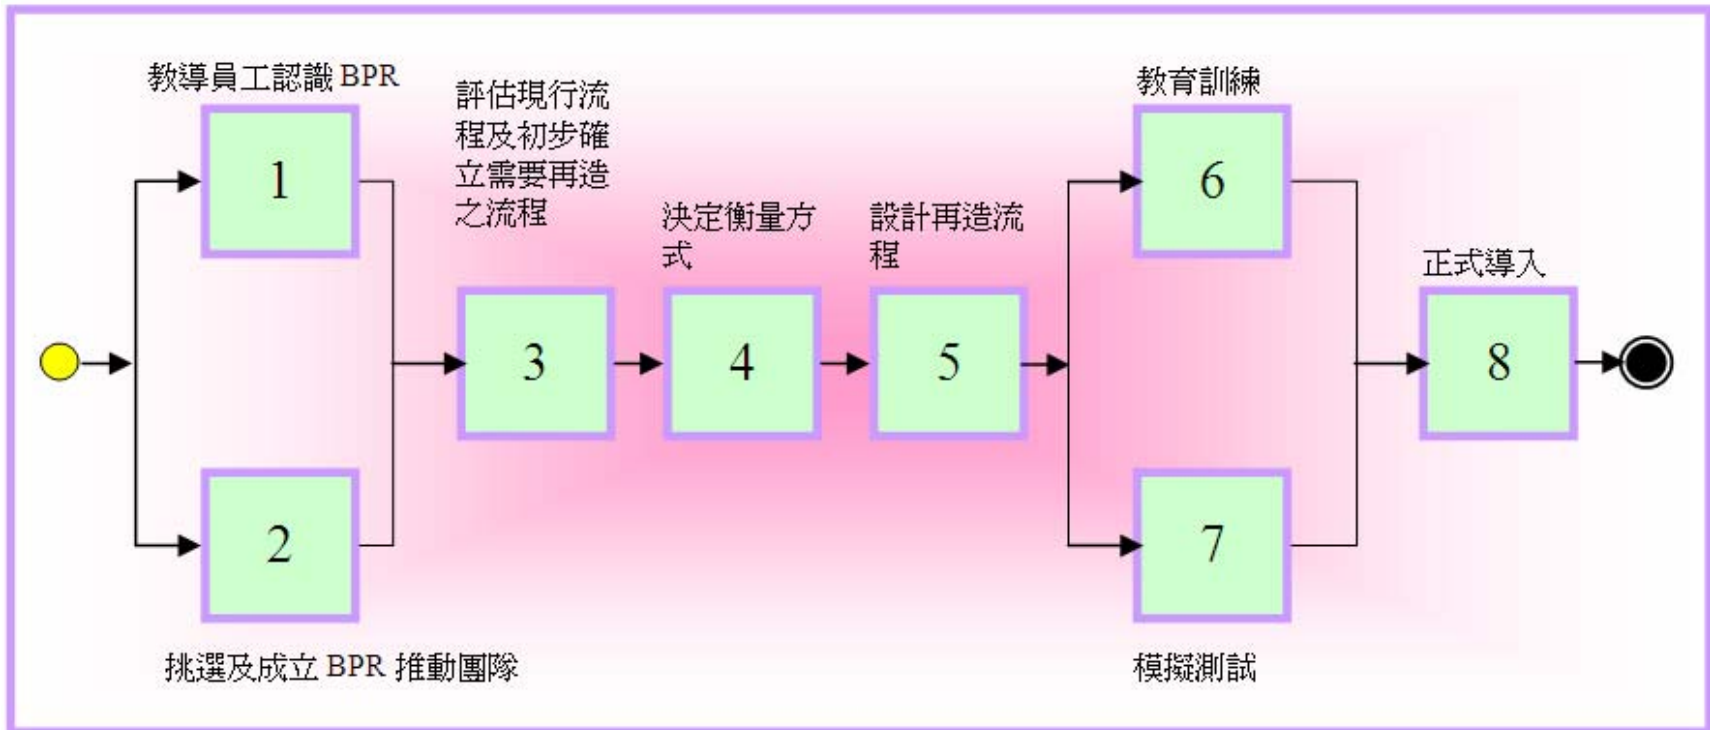 教導員工認識 BPR
1
挑選及成立 BPR 推動團隊
2
評估現行流
程及初步確
立需要再造
之流程
3
決定衡量方
式
4
設計再造流
程
5
教育訓練
6
模擬測試
7
正式導入
8